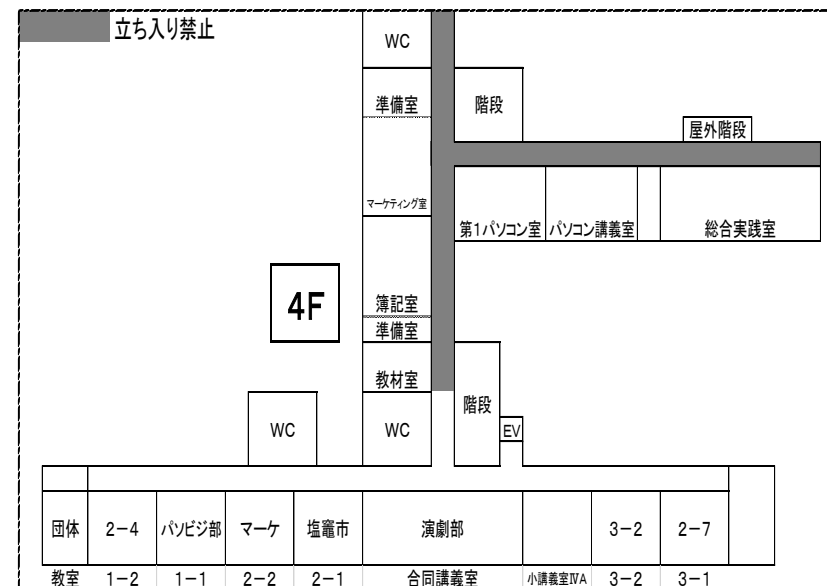 立ち入り禁止
WC
準備室
階段
屋外階段
マーケティング室
第1パソコン室 パソコン講義室 総合実践室
4F
簿記室
準備室
教材室
階段
WC WC EV
団体 2-4 パソビジ部 マーケ 塩竈市 演劇部 3-2 2-7
教室 1-2 1-1 2-2 2-1 合同講義室 小講義室ⅣA 3-2 3-1